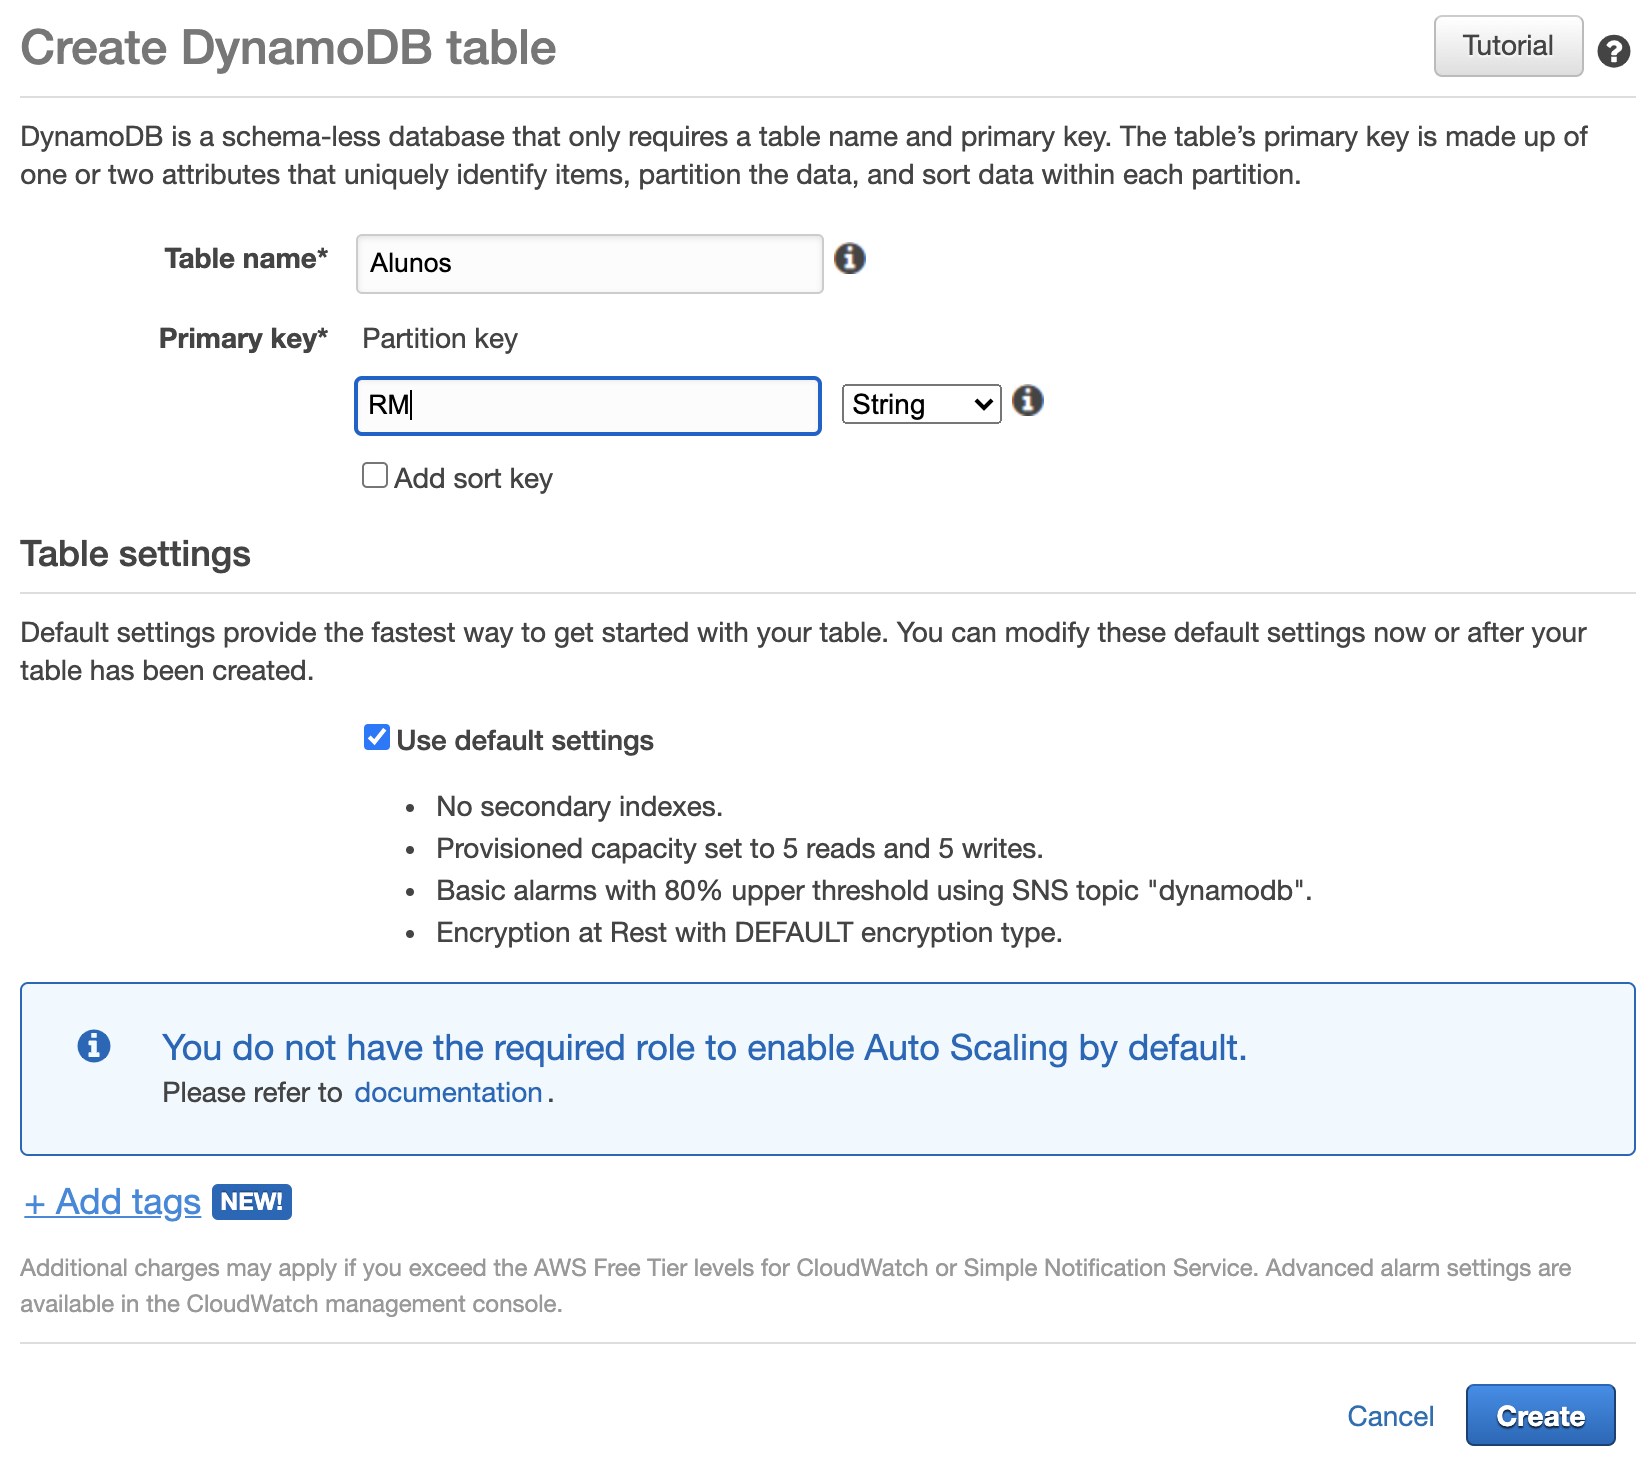 Create DynamoDB table
Tutorial
DynamoDB is a schema-less database that only requires a table name and primary key. The table’s primary key is made up of
one or two attributes that uniquely identify items, partition the data, and sort data within each partition.
Table name* Alunos
Primary key* Partition key
RM String
Add sort key
Table settings
Default settings provide the fastest way to get started with your table. You can modify these default settings now or after your
table has been created.
Use default settings
• No secondary indexes.
• Provisioned capacity set to 5 reads and 5 writes.
• Basic alarms with 80% upper threshold using SNS topic "dynamodb".
• Encryption at Rest with DEFAULT encryption type.
You do not have the required role to enable Auto Scaling by default.
Please refer to documentation.
+ Add tags NEW!
Additional charges may apply if you exceed the AWS Free Tier levels for CloudWatch or Simple Notification Service. Advanced alarm settings are
available in the CloudWatch management console.
Cancel Create